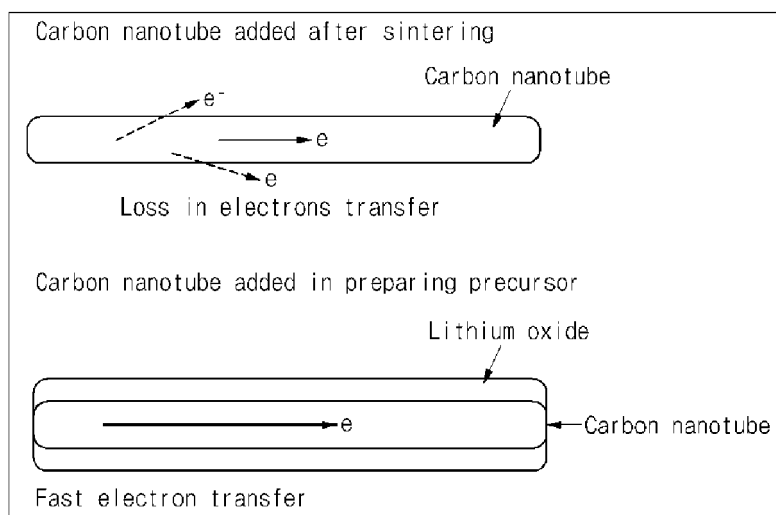 Carbon nanotube added after sintering
Carbon nanotube
e⁻
e
e
Loss in electrons transfer
Carbon nanotube added in preparing precursor
Lithium oxide
e
Carbon nanotube
Fast electron transfer